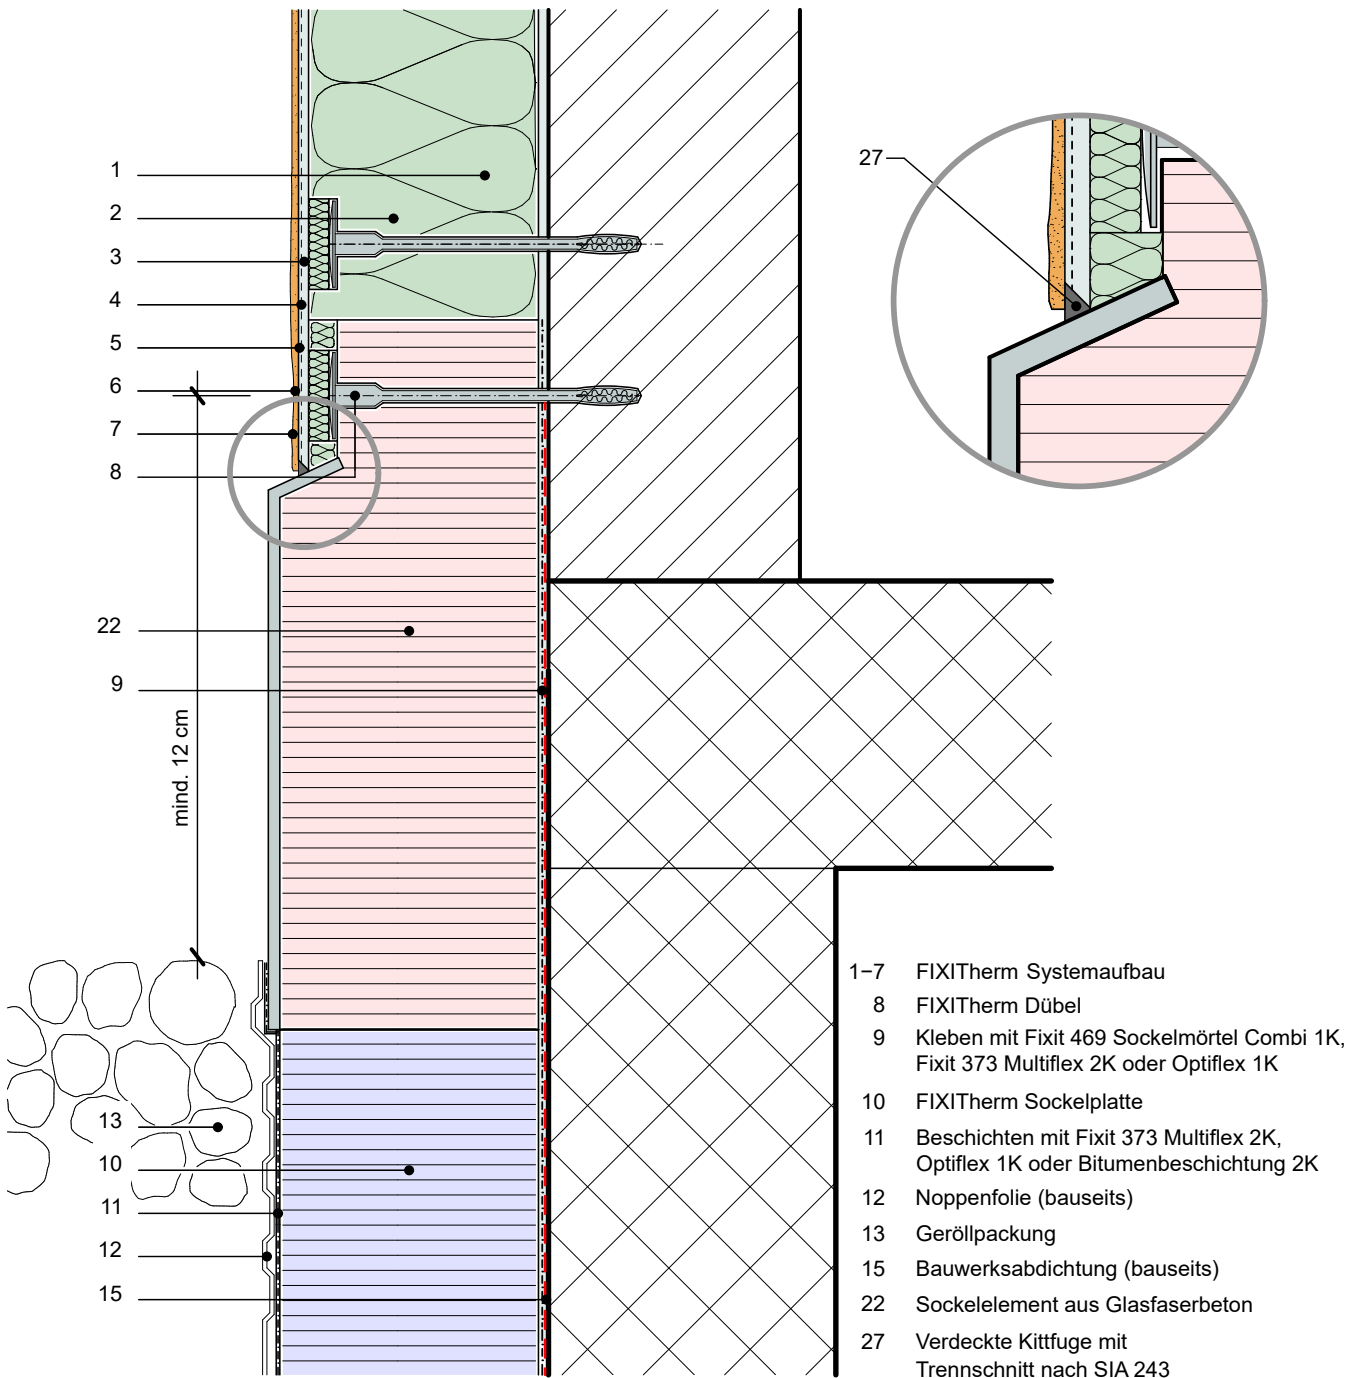 1
2
3
4
5
6
7
8
22
9
mind. 12 cm
13
10
11
12
15
27
1–7 FIXITherm Systemaufbau
8 FIXITherm Dübel
9 Kleben mit Fixit 469 Sockelmörtel Combi 1K,
Fixit 373 Multiflex 2K oder Optiflex 1K
10 FIXITherm Sockelplatte
11 Beschichten mit Fixit 373 Multiflex 2K,
Optiflex 1K oder Bitumenbeschichtung 2K
12 Noppenfolie (bauseits)
13 Geröllpackung
15 Bauwerksabdichtung (bauseits)
22 Sockelelement aus Glasfaserbeton
27 Verdeckte Kittfuge mit
Trennschnitt nach SIA 243